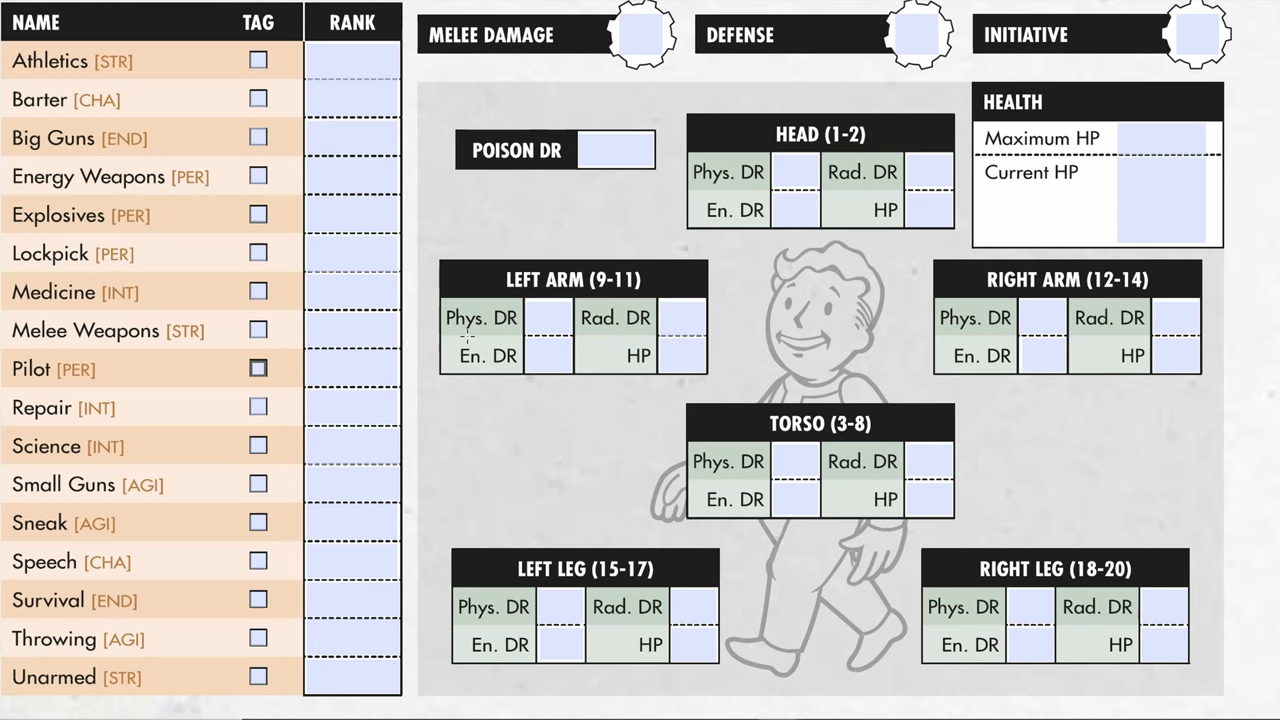 NAME TAG RANK
Athletics [STR]
Barter [CHA]
Big Guns [END]
Energy Weapons [PER]
Explosives [PER]
Lockpick [PER]
Medicine [INT]
Melee Weapons [STR]
Pilot [PER]
Repair [INT]
Science [INT]
Small Guns [AGI]
Sneak [AGI]
Speech [CHA]
Survival [END]
Throwing [AGI]
Unarmed [STR]
MELEE DAMAGE
DEFENSE
INITIATIVE
POISON DR
HEAD (1-2)
Phys. DR Rad. DR
En. DR HP
HEALTH
Maximum HP
Current HP
LEFT ARM (9-11)
Phys. DR Rad. DR
En. DR HP
RIGHT ARM (12-14)
Phys. DR Rad. DR
En. DR HP
TORSO (3-8)
Phys. DR Rad. DR
En. DR HP
LEFT LEG (15-17)
Phys. DR Rad. DR
En. DR HP
RIGHT LEG (18-20)
Phys. DR Rad. DR
En. DR HP